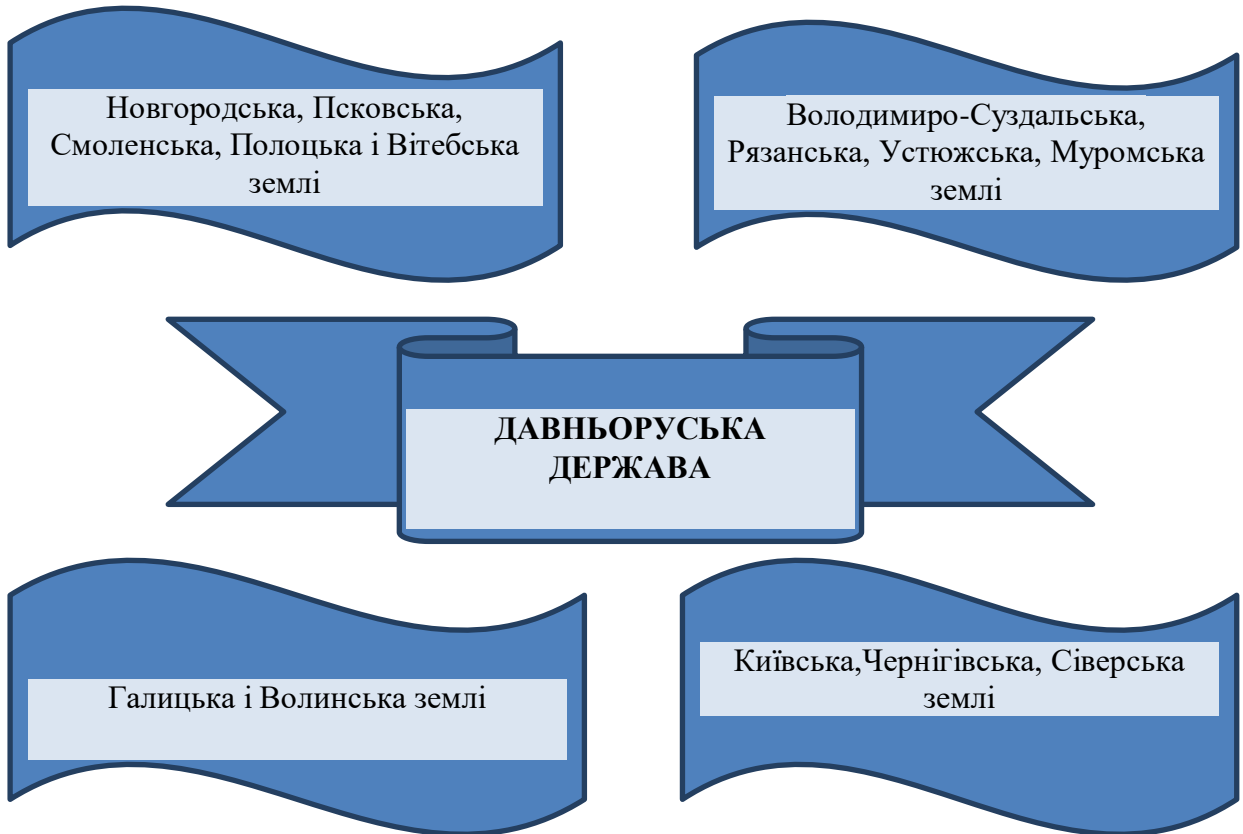 Новгородська, Псковська,
Смоленська, Полоцька і Вітебська
землі
Володимиро-Суздальська,
Рязанська, Устюжська, Муромська
землі
ДАВНЬОРУСЬКА
ДЕРЖАВА
Галицька і Волинська землі
Київська,Чернігівська, Сіверська
землі